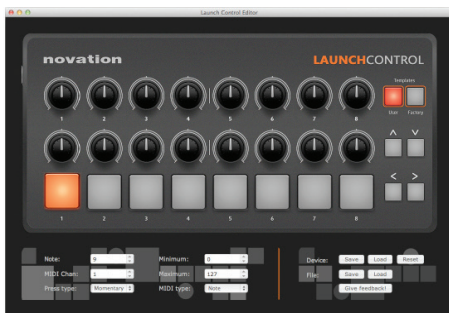 Launch Control Editor
novation LAUNCHCONTROL
Templates
User Factory
1 2 3 4 5 6 7 8
1 2 3 4 5 6 7 8
Note: 9 Minimum: 0 Device: Save Load Reset
MIDI Chan: 1 Maximum: 127 File: Save Load
Press type: Momentary MIDI type: Note Give feedback!